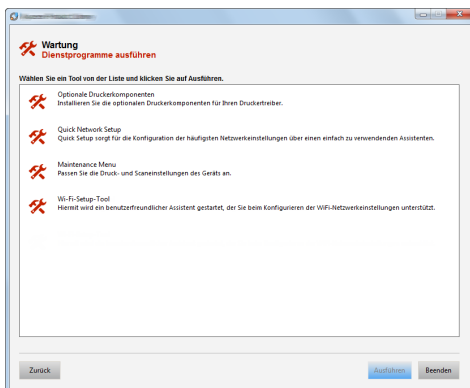 Wartung
Dienstprogramme ausführen
Wählen Sie ein Tool von der Liste und klicken Sie auf Ausführen.
Optionale Druckerkomponenten
Installieren Sie die optionalen Druckerkomponenten für Ihren Druckertreiber.
Quick Network Setup
Quick Setup sorgt für die Konfiguration der häufigsten Netzwerkeinstellungen über einen einfach zu verwendenden Assistenten.
Maintenance Menu
Passen Sie die Druck- und Scaneinstellungen des Geräts an.
Wi-Fi-Setup-Tool
Hiermit wird ein benutzerfreundlicher Assistent gestartet, der Sie beim Konfigurieren der WiFi-Netzwerkeinstellungen unterstützt.
Zurück
Ausführen
Beenden